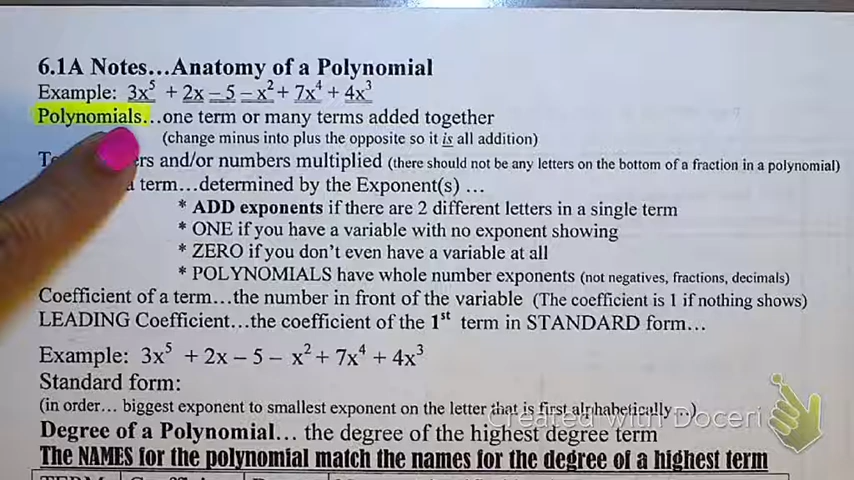 6.1A Notes…Anatomy of a Polynomial
Example: 3x⁵ + 2x – 5 – x² + 7x⁴ + 4x³
Polynomials…one term or many terms added together
(change minus into plus the opposite so it is all addition)
and/or numbers multiplied (there should not be any letters on the bottom of a fraction in a polynomial)
term…determined by the Exponent(s) …
* ADD exponents if there are 2 different letters in a single term
* ONE if you have a variable with no exponent showing
* ZERO if you don't even have a variable at all
* POLYNOMIALS have whole number exponents (not negatives, fractions, decimals)
Coefficient of a term…the number in front of the variable (The coefficient is 1 if nothing shows)
LEADING Coefficient…the coefficient of the 1st term in STANDARD form…
Example: 3x⁵ + 2x – 5 – x² + 7x⁴ + 4x³
Standard form:
(in order… biggest exponent to smallest exponent on the letter that is first alphabetically…)
Created with Doceri
Degree of a Polynomial… the degree of the highest degree term
The NAMES for the polynomial match the names for the degree of a highest term